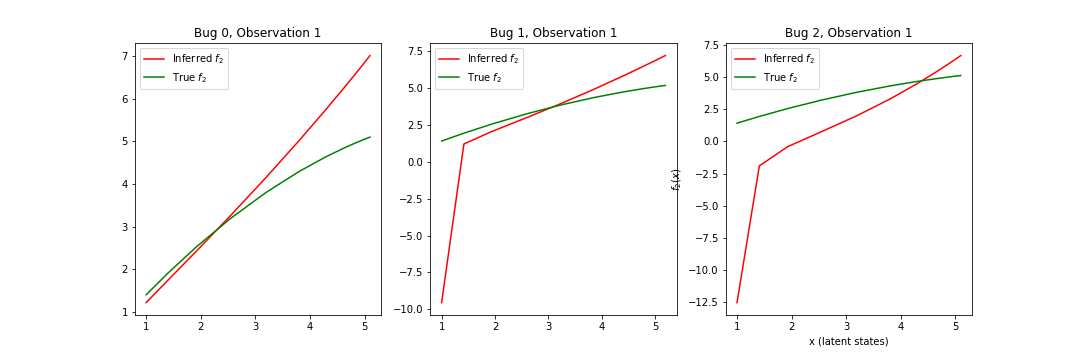 Bug 0, Observation 1
Inferred f₂
True f₂
7
6
5
4
3
2
1
1 2 3 4 5
Bug 1, Observation 1
Inferred f₂
True f₂
7.5
5.0
2.5
0.0
−2.5
−5.0
−7.5
−10.0
1 2 3 4 5
Bug 2, Observation 1
Inferred f₂
True f₂
f₂(x)
7.5
5.0
2.5
0.0
−2.5
−5.0
−7.5
−10.0
−12.5
1 2 3 4 5
x (latent states)